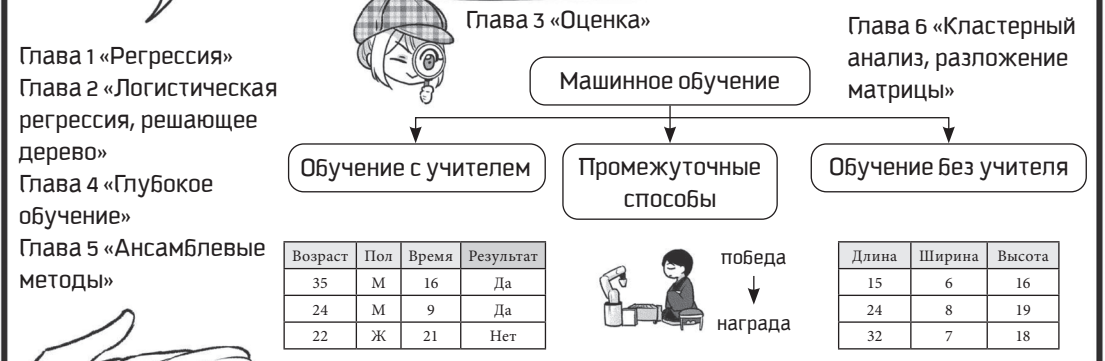 Глава 1 «Регрессия»
Глава 2 «Логистическая
регрессия, решающее
дерево»
Глава 4 «Глубокое
обучение»
Глава 5 «Ансамблевые
методы»
Глава 3 «Оценка»
Глава 6 «Кластерный
анализ, разложение
матрицы»
Машинное обучение
Обучение с учителем
Промежуточные
способы
Обучение без учителя
Возраст Пол Время Результат
35 М 16 Да
24 М 9 Да
22 Ж 21 Нет
победа
награда
Длина Ширина Высота
15 6 16
24 8 19
32 7 18